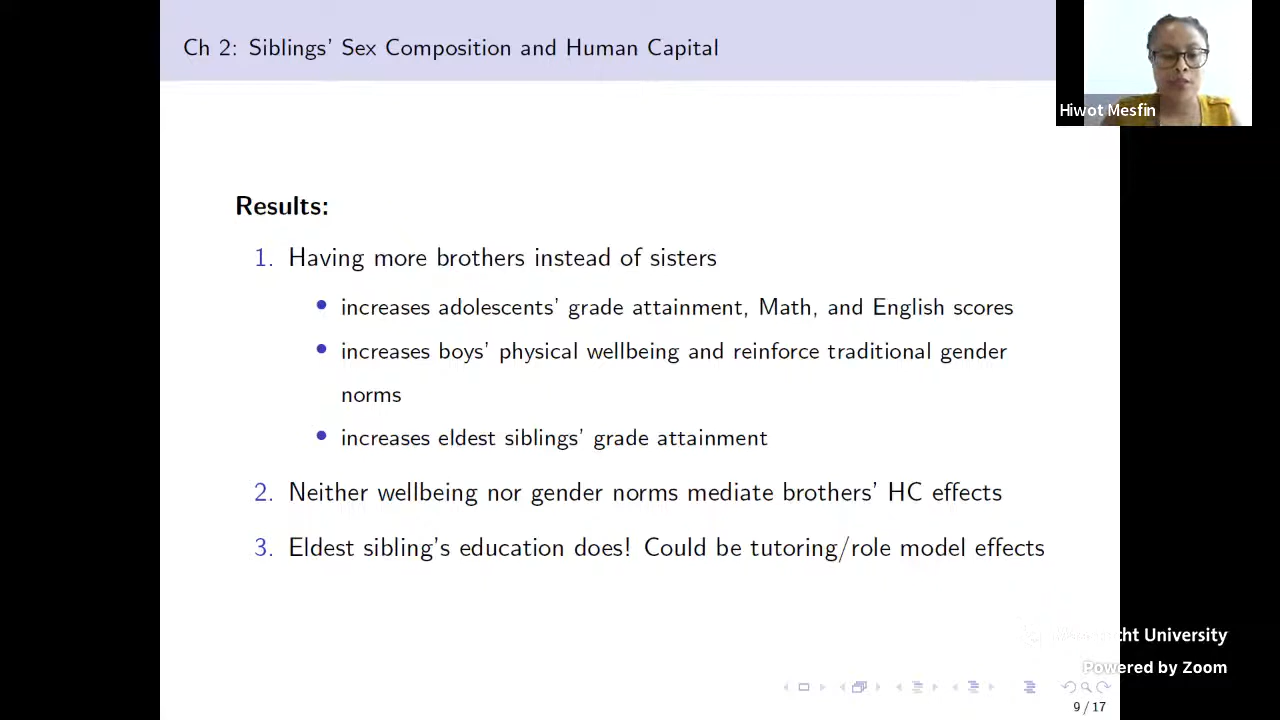 Ch 2: Siblings' Sex Composition and Human Capital
Hiwot Mesfin
Results:
1. Having more brothers instead of sisters
• increases adolescents' grade attainment, Math, and English scores
• increases boys' physical wellbeing and reinforce traditional gender
norms
• increases eldest siblings' grade attainment
2. Neither wellbeing nor gender norms mediate brothers' HC effects
3. Eldest sibling's education does! Could be tutoring/role model effects
University
Powered by Zoom
9 / 17